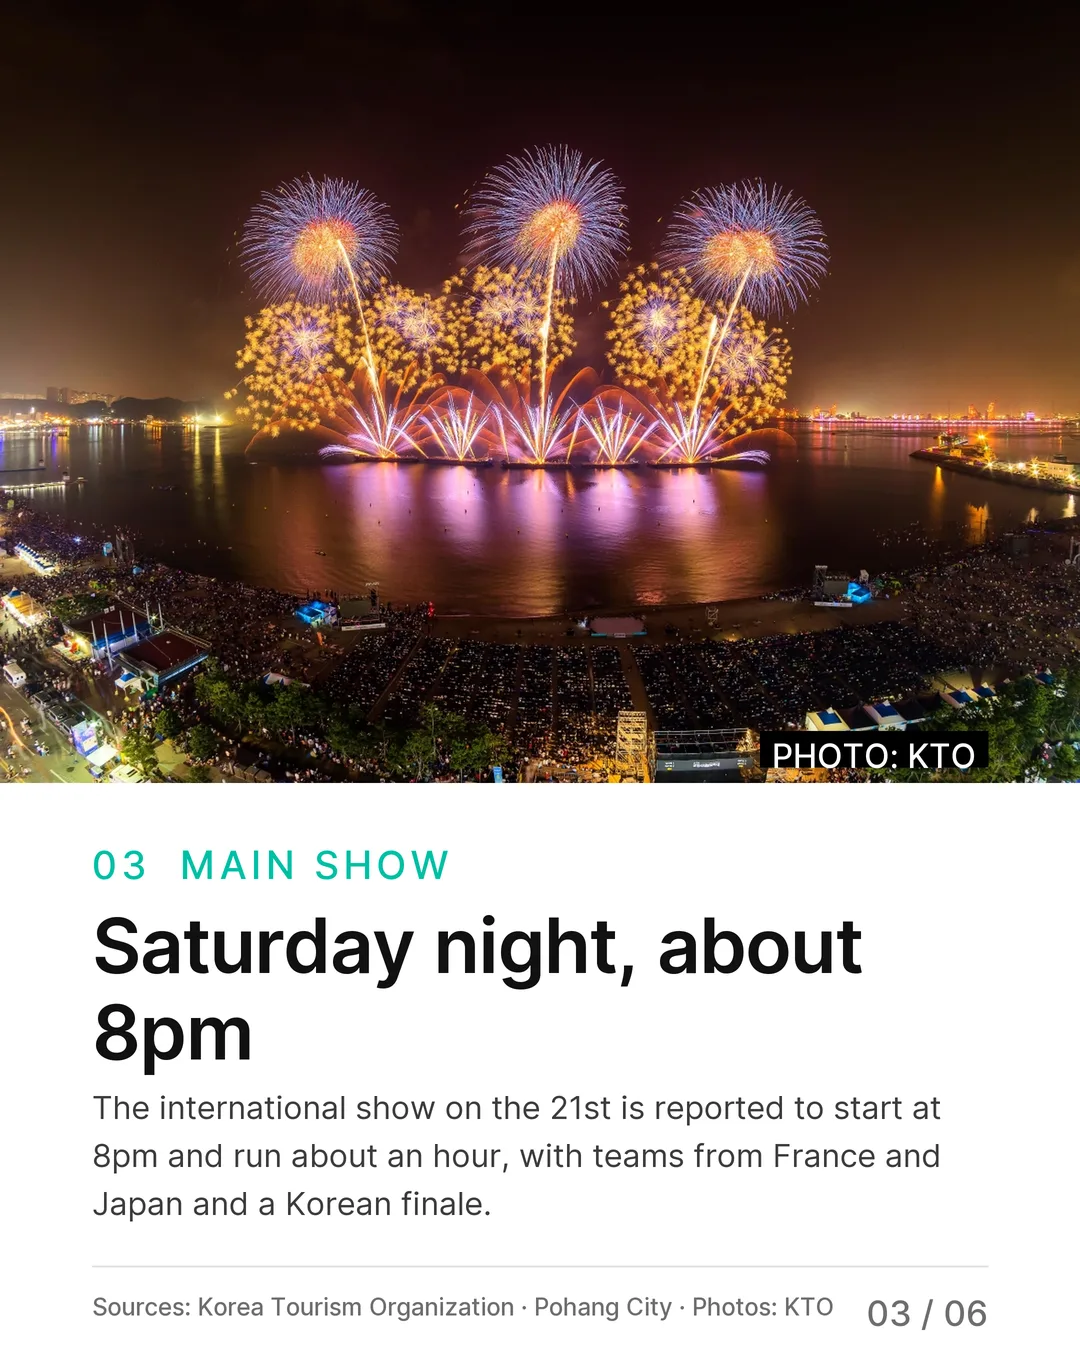 PHOTO: KTO
03 MAIN SHOW
Saturday night, about
8pm
The international show on the 21st is reported to start at
8pm and run about an hour, with teams from France and
Japan and a Korean finale.
Sources: Korea Tourism Organization · Pohang City · Photos: KTO
03 / 06